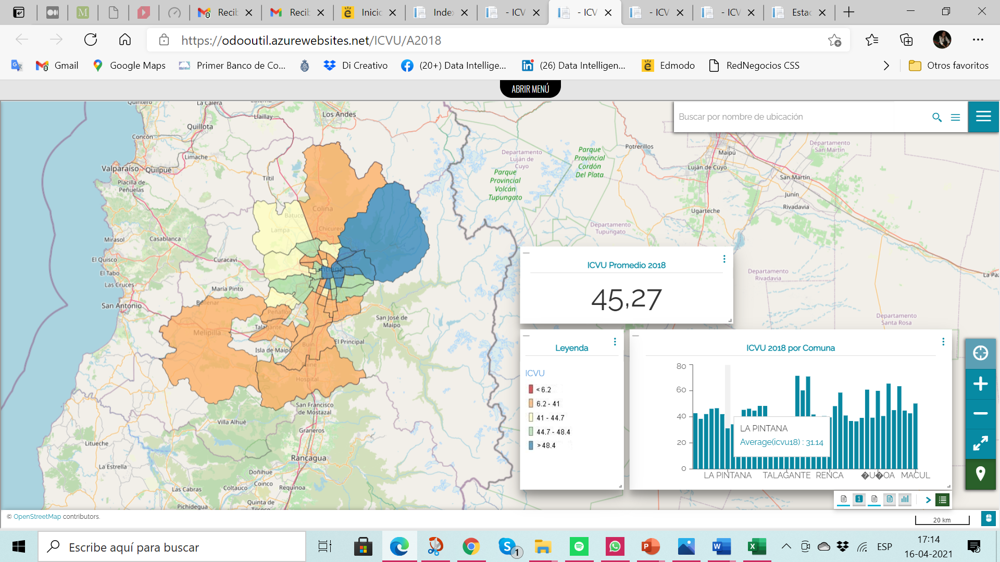 Recib
Recib
Inicio
Index
- ICV
- ICV
- ICV
- ICV
Estac
https://odooutil.azurewebsites.net/ICVU/A2018
Gmail
Google Maps
Primer Banco de Co...
Di Creativo
(20+) Data Intellige...
(26) Data Intelligen...
Edmodo
RedNegocios CSS
Otros favoritos
ABRIR MENÚ
Buscar por nombre de ubicación
Quintero
La Calera
Llaillay
Los Andes
Quillota
Concón
Limache
Valparaíso
Quilpué
Placilla de
Peñuelas
Tiltil
Colina
Batuco
Chicureo
Lampa
Mirasol
Casablanca
El Quisco
Curacaví
El Tabo
Las Cruces
María Pinto
San Antonio
Bollenar
Peñaflor
Melipilla
Talagante
San José de
Maipo
Isla de Maipo
Buin
El Principal
Paine
Hospital
San Francisco
de Mostazal
Villa Alhué
Graneros
Litueche
La Estrella
Rancagua
Doñihue
Las Cabras
Coltauco
Coinco
Requinoa
Quinta de
Tilcoco
Pichidegua
Departamento
Luján de
Cuyo
Parque
Provincial
Cordón
Del Plata
Potrerillos
Parque
Provincial
Volcán
Tupungato
Maipú
Departamento
San Martín
Luján de Cuyo
San Martín
Junín
Rivadavia
Ugarteche
Departamento
Tupungato
Departamento
Rivadavia
La Paz
Departamento
Santa Rosa
ICVU Promedio 2018
45,27
Leyenda
ICVU
< 6.2
6.2 - 41
41 - 44.7
44.7 - 48.4
> 48.4
ICVU 2018 por Comuna
80
60
40
20
0
LA PINTANA
Average(icvu18) : 31.14
LA PINTANA
TALAGANTE
RENCA
�U�OA
MACUL
1
© OpenStreetMap contributors.
20 km
Escribe aquí para buscar
1
ESP
17:14
16-04-2021